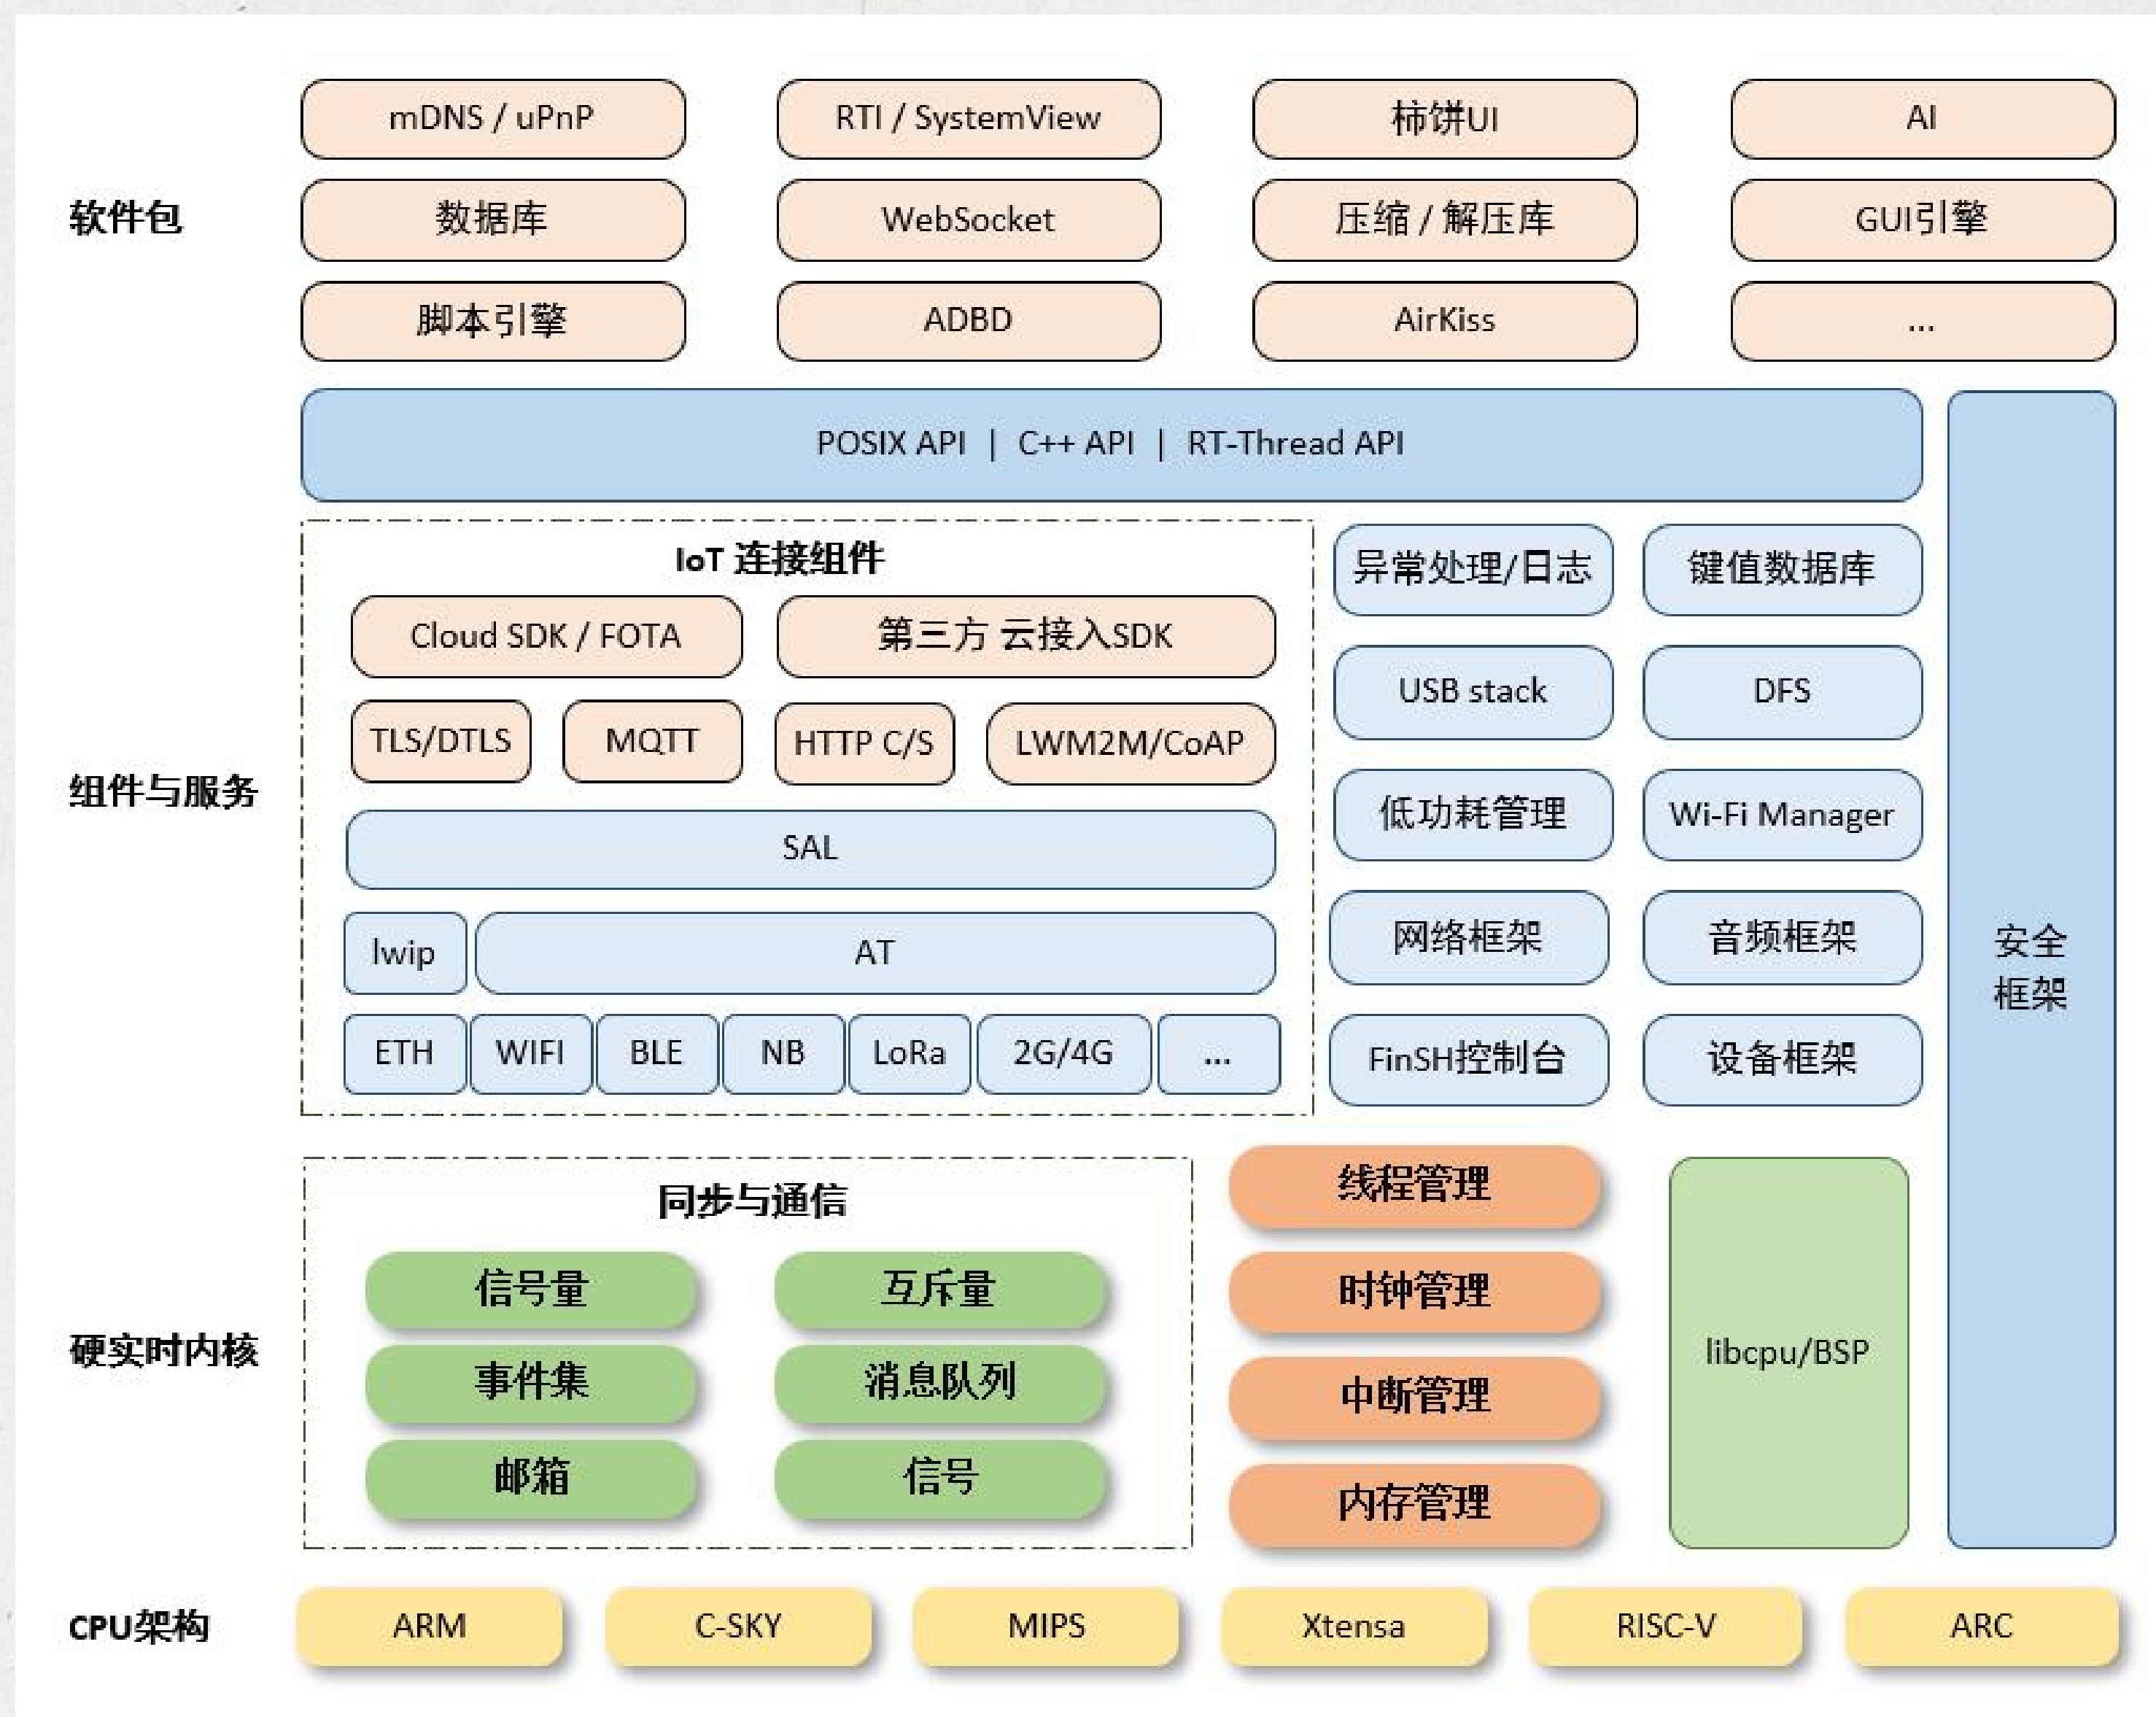 mDNS / uPnP
RTI / SystemView
柿饼UI
AI
软件包
数据库
WebSocket
压缩 / 解压库
GUI引擎
脚本引擎
ADBD
AirKiss
...
POSIX API | C++ API | RT-Thread API
组件与服务
IoT 连接组件
Cloud SDK / FOTA
第三方 云接入SDK
TLS/DTLS
MQTT
HTTP C/S
LWM2M/CoAP
SAL
lwip
AT
ETH
WIFI
BLE
NB
LoRa
2G/4G
...
异常处理/日志
键值数据库
USB stack
DFS
低功耗管理
Wi-Fi Manager
网络框架
音频框架
FinSH控制台
设备框架
安全
框架
硬实时内核
同步与通信
信号量
互斥量
事件集
消息队列
邮箱
信号
线程管理
时钟管理
中断管理
内存管理
libcpu/BSP
CPU架构
ARM
C-SKY
MIPS
Xtensa
RISC-V
ARC